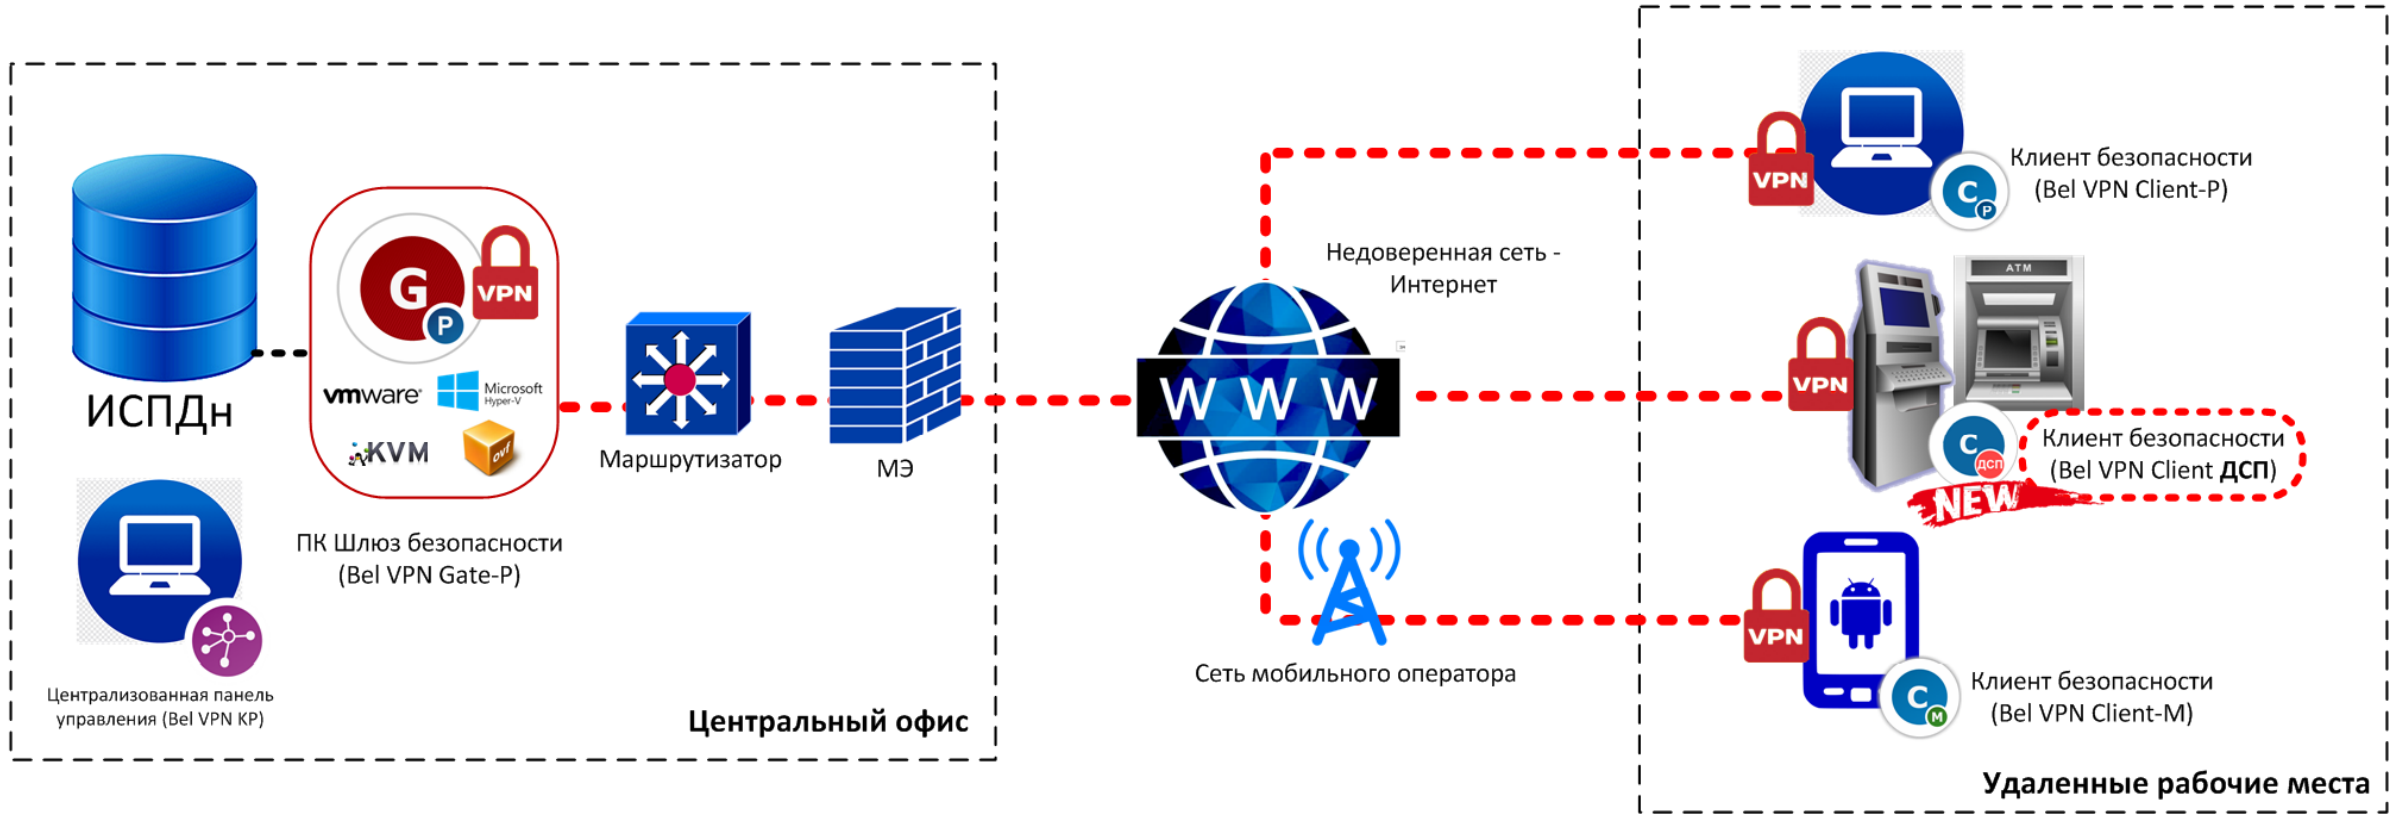 ИСПДн
G
P
VPN
vmware
Microsoft
Hyper-V
KVM
ovf
ПК Шлюз безопасности
(Bel VPN Gate-P)
Централизованная панель
управления (Bel VPN KP)
Маршрутизатор
МЭ
Центральный офис
Недоверенная сеть -
Интернет
WWW
Сеть мобильного оператора
VPN
C
P
Клиент безопасности
(Bel VPN Client-P)
VPN
ATM
C
ДСП
Клиент безопасности
(Bel VPN Client ДСП)
NEW
VPN
C
M
Клиент безопасности
(Bel VPN Client-M)
Удаленные рабочие места